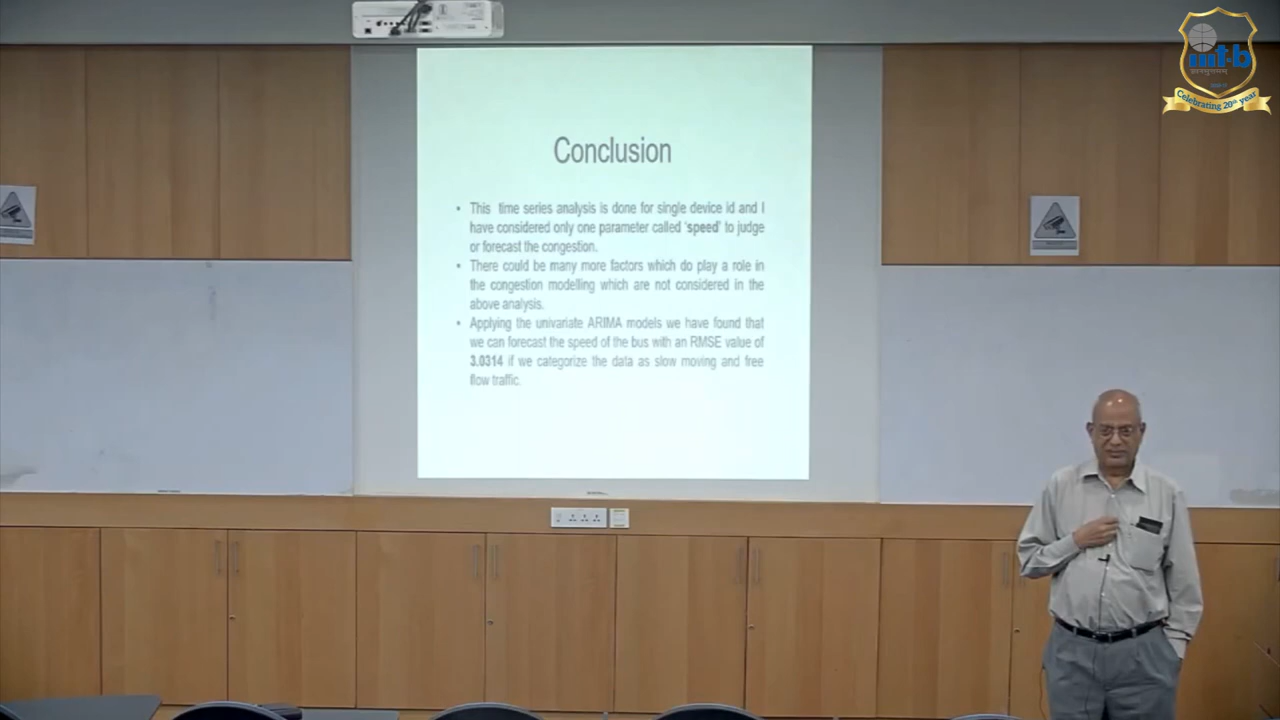 iiit-b
Celebrating 20th year
Conclusion
• This time series analysis is done for single device id and I
have considered only one parameter called 'speed' to judge
or forecast the congestion.
• There could be many more factors which do play a role in
the congestion modelling which are not considered in the
above analysis.
• Applying the univariate ARIMA models we have found that
we can forecast the speed of the bus with an RMSE value of
3.0314 if we categorize the data as slow moving and free
flow traffic.